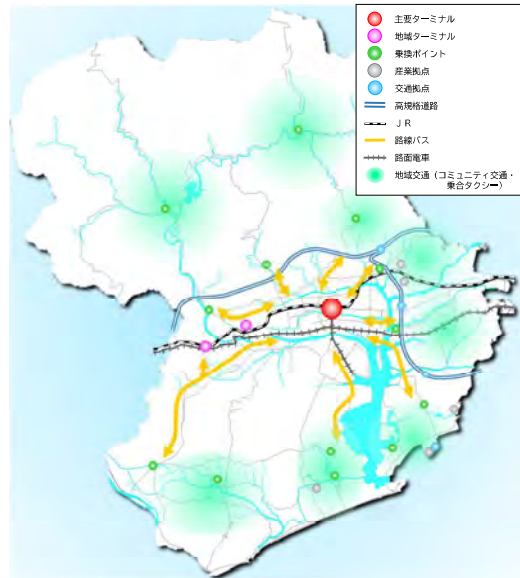 主要ターミナル
地域ターミナル
乗換ポイント
産業拠点
交通拠点
高規格道路
ＪＲ
路線バス
路面電車
地域交通（コミュニティ交通・
乗合タクシー）